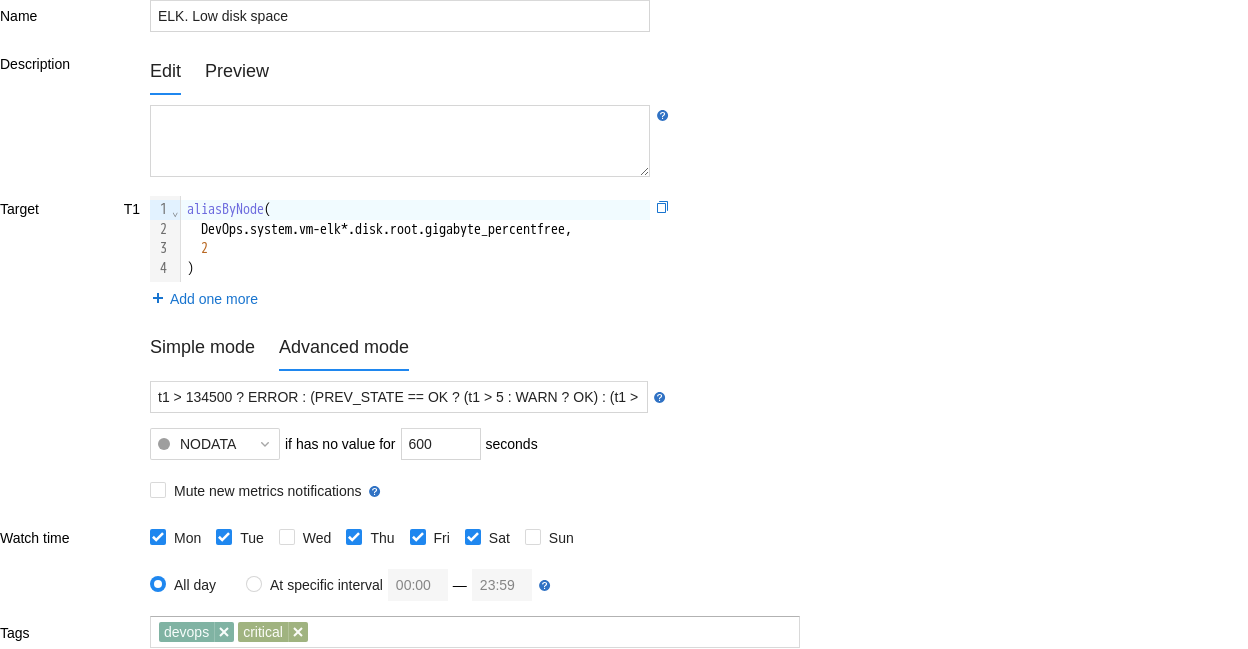 Name
ELK. Low disk space
Description
Edit Preview
Target T1
1 aliasByNode(
2 DevOps.system.vm-elk*.disk.root.gigabyte_percentfree,
3 2
4 )
+ Add one more
Simple mode Advanced mode
t1 > 134500 ? ERROR : (PREV_STATE == OK ? (t1 > 5 : WARN ? OK) : (t1 >
NODATA if has no value for 600 seconds
Mute new metrics notifications
Watch time Mon Tue Wed Thu Fri Sat Sun
All day At specific interval 00:00 — 23:59
Tags devops critical